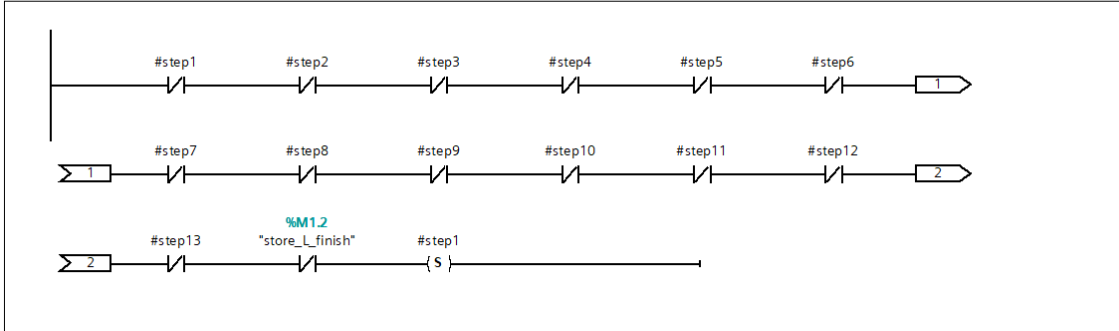 #step1 #step2 #step3 #step4 #step5 #step6
1
1
#step7 #step8 #step9 #step10 #step11 #step12
2
%M1.2
#step13 "store_L_finish" #step1
2
S